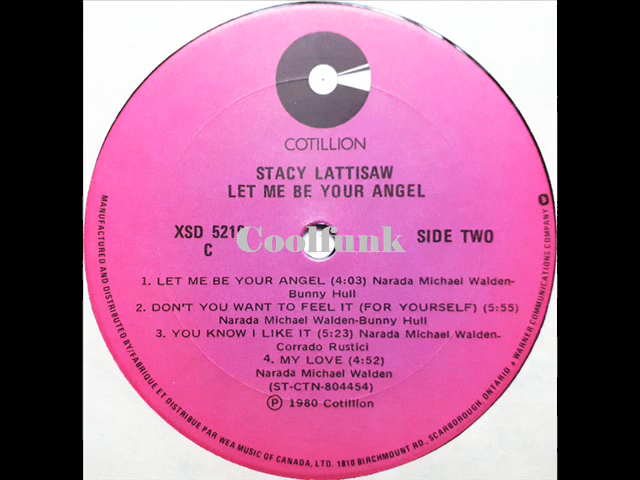 COTILLION
STACY LATTISAW
LET ME BE YOUR ANGEL
XSD 5219 SIDE TWO
C
Coolfunk
1. LET ME BE YOUR ANGEL (4:03) Narada Michael Walden-
Bunny Hull
2. DON'T YOU WANT TO FEEL IT (FOR YOURSELF) (5:55)
Narada Michael Walden-Bunny Hull
3. YOU KNOW I LIKE IT (5:23) Narada Michael Walden-
Corrado Rustici
4. MY LOVE (4:52)
Narada Michael Walden
(ST-CTN-804454)
Ⓟ 1980 Cotillion
MANUFACTURED AND DISTRIBUTED BY/FABRIQUE ET DISTRIBUE PAR WEA MUSIC OF CANADA, LTD. 1810 BIRCHMOUNT RD., SCARBOROUGH, ONTARIO • A WARNER COMMUNICATIONS COMPANY